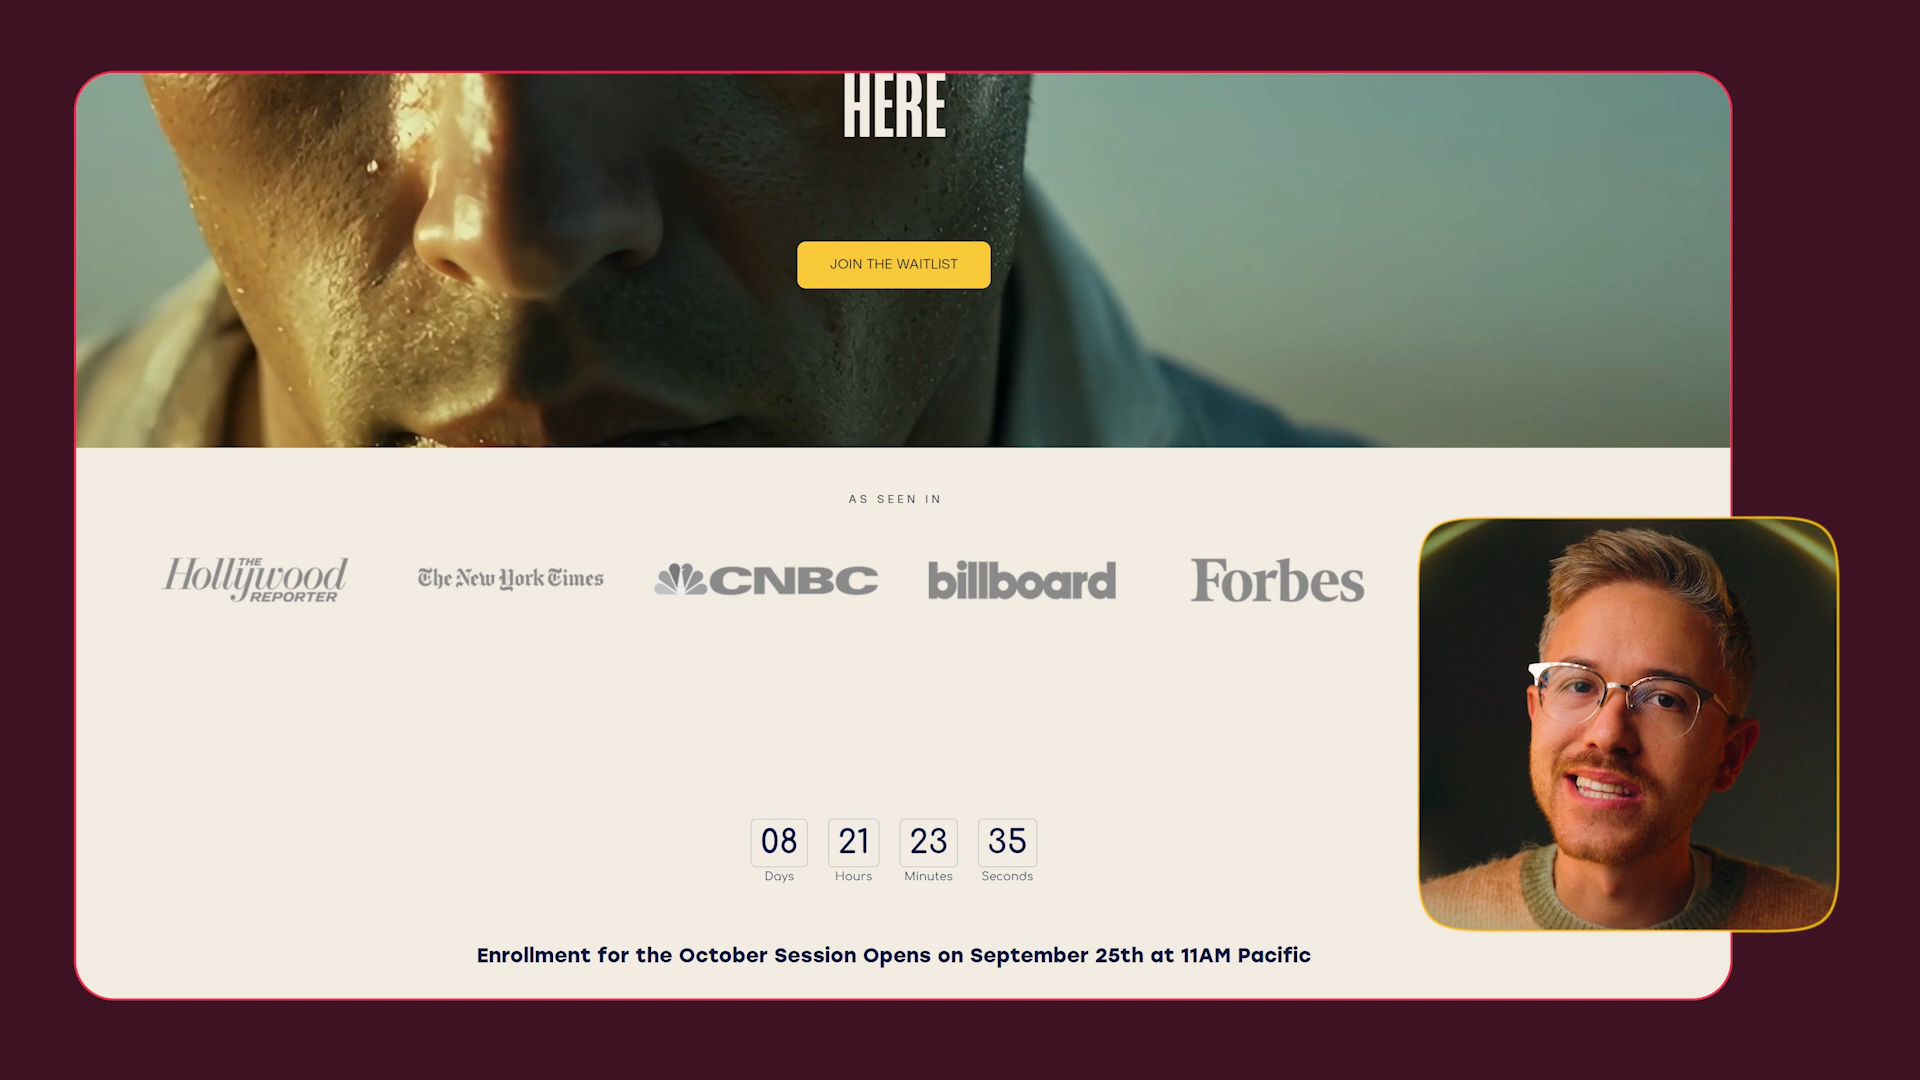 HERE
JOIN THE WAITLIST
AS SEEN IN
THE
Hollywood
REPORTER
The New York Times
CNBC
billboard
Forbes
08 21 23 35
Days Hours Minutes Seconds
Enrollment for the October Session Opens on September 25th at 11AM Pacific